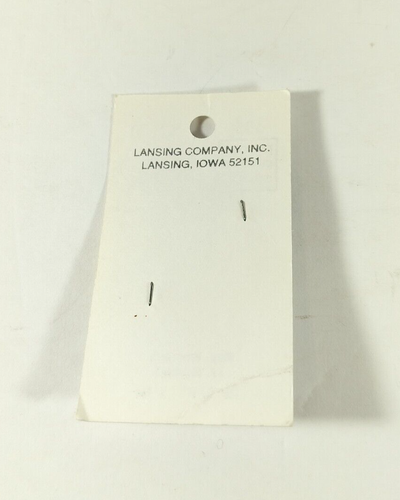 LANSING COMPANY, INC.
LANSING, IOWA 52151